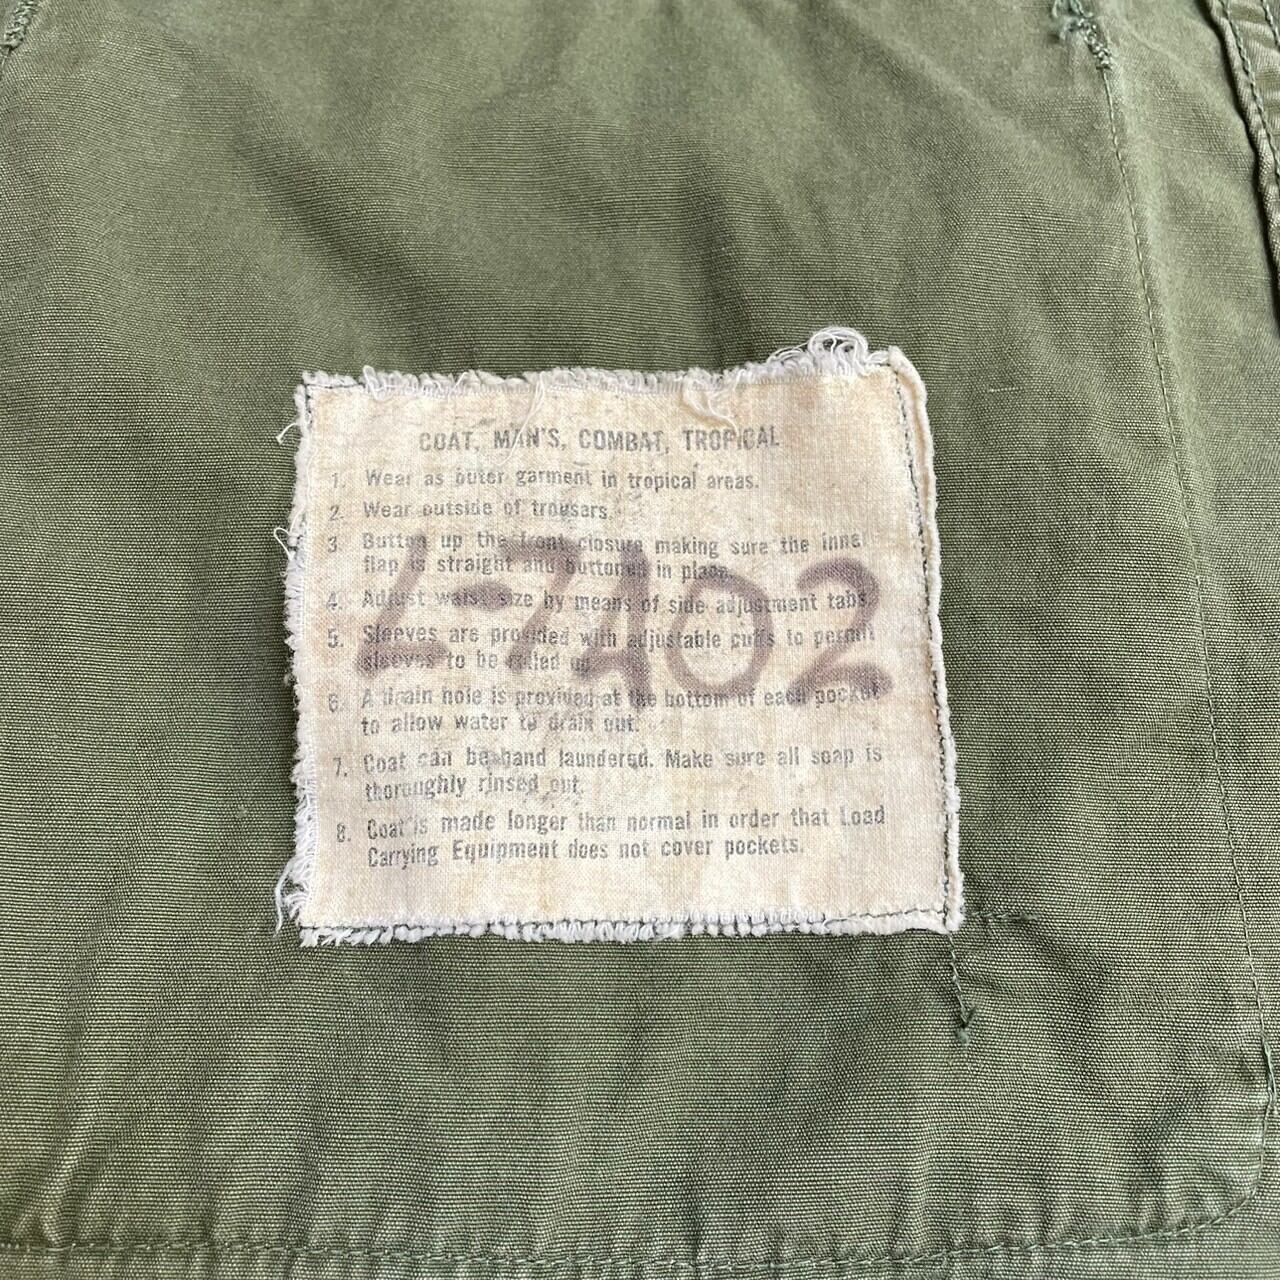 COAT, MAN'S, COMBAT, TROPICAL
1. Wear as outer garment in tropical areas.
2. Wear outside of trousers.
3 Button up the front closure making sure the inner
flap is straight and buttoned in place.
4. Adjust waist size by means of side adjustment tabs.
5. Sleeves are provided with adjustable cuffs to permit
sleeves to be rolled up
6. A drain hole is provided at the bottom of each pocket
to allow water to drain out.
7. Coat can be hand laundered. Make sure all soap is
thoroughly rinsed out.
8. Coat is made longer than normal in order that Load
Carrying Equipment does not cover pockets.
L-7402